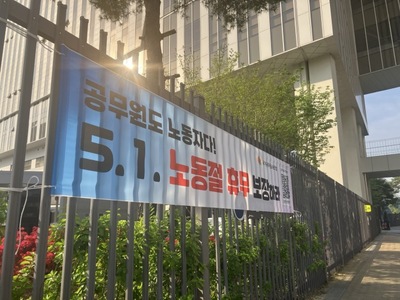 공무원도 노동자다!
5.1. 노동절 휴무 보장하라